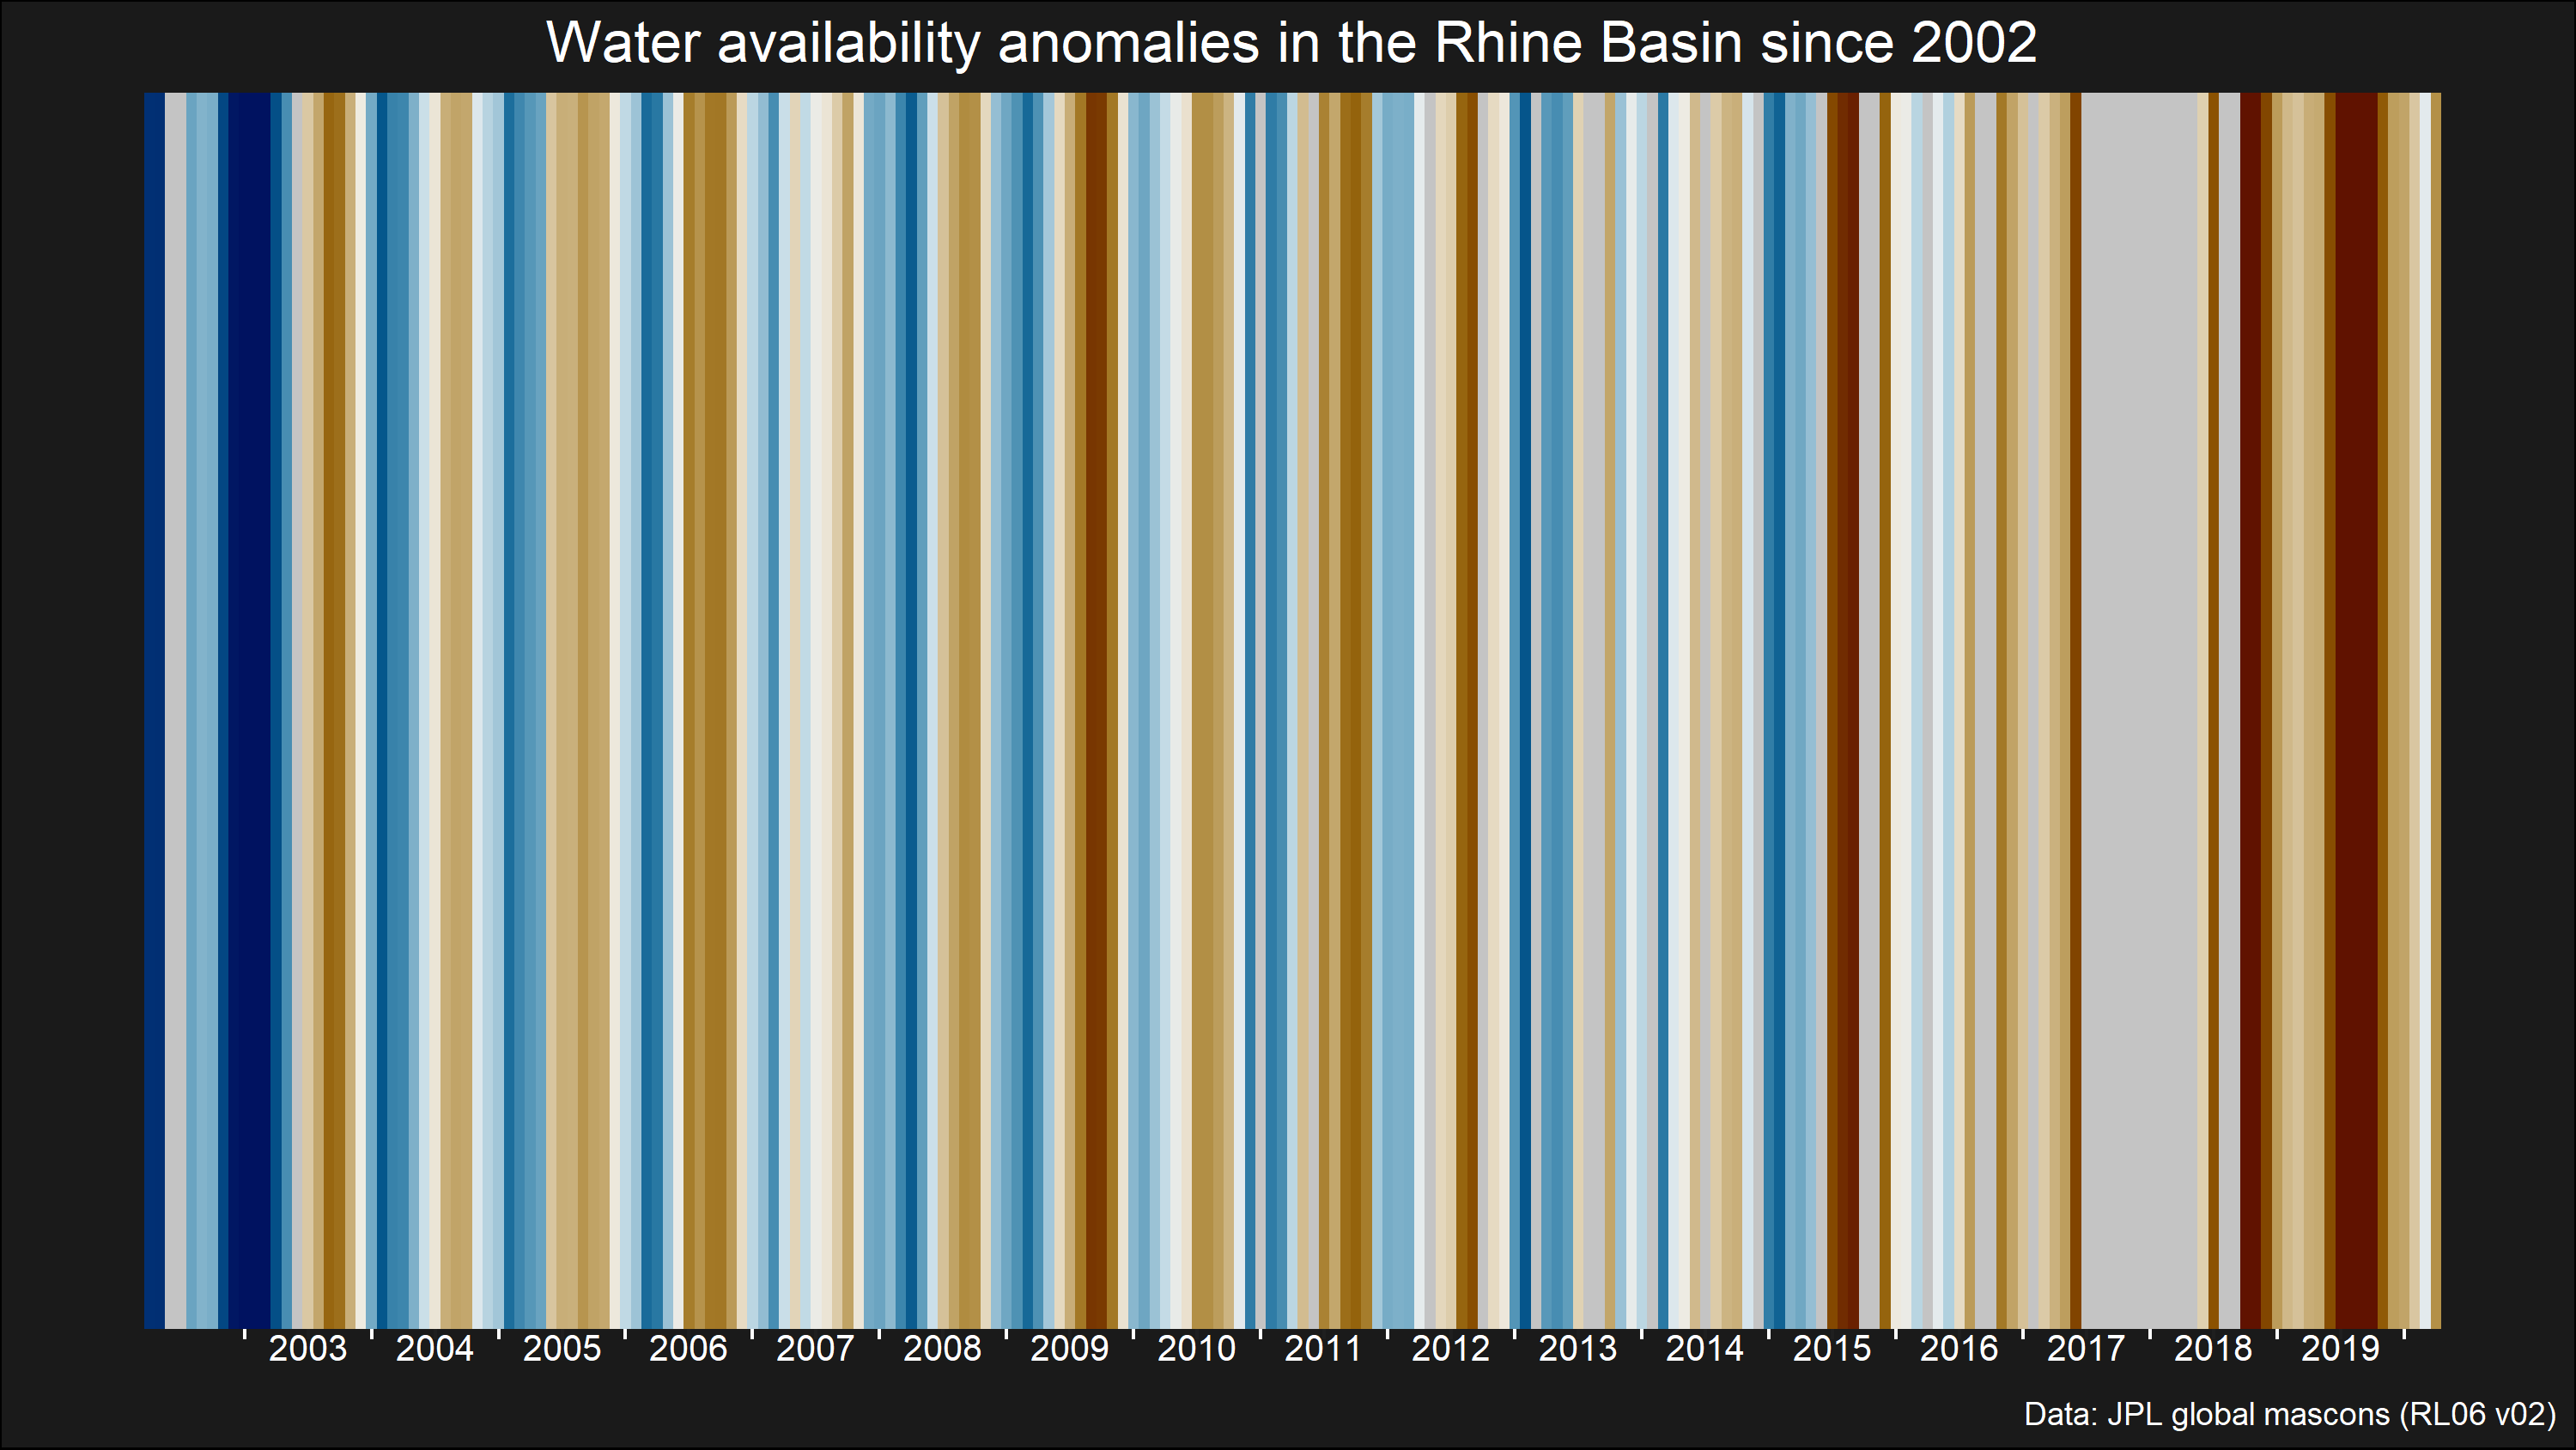 Water availability anomalies in the Rhine Basin since 2002
2003 2004 2005 2006 2007 2008 2009 2010 2011 2012 2013 2014 2015 2016 2017 2018 2019
Data: JPL global mascons (RL06 v02)